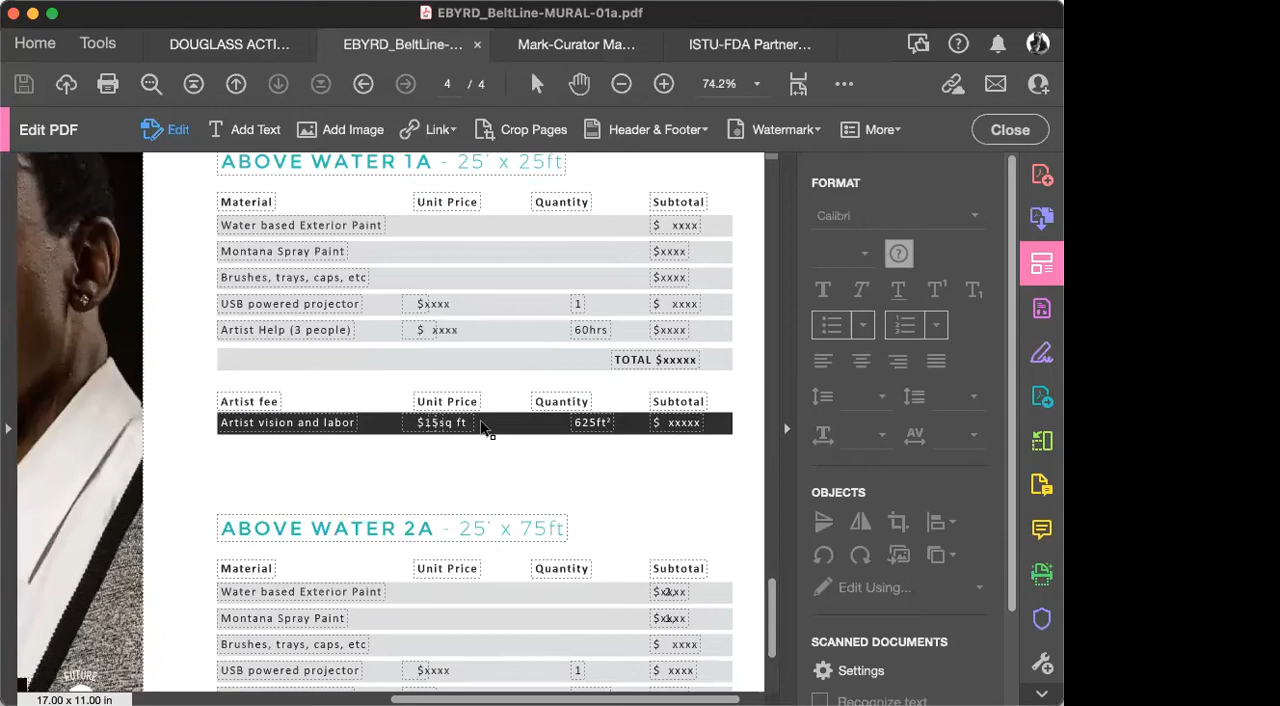 EBYRD_BeltLine-MURAL-01a.pdf
Home Tools DOUGLASS ACTI... EBYRD_BeltLine-... × Mark-Curator Ma... ISTU-FDA Partner...
4 / 4 74.2%
Edit PDF Edit Add Text Add Image Link Crop Pages Header & Footer Watermark More Close
ABOVE WATER 1A - 25' x 25ft
Material Unit Price Quantity Subtotal
Water based Exterior Paint $ xxxx
Montana Spray Paint $xxxx
Brushes, trays, caps, etc $xxxx
USB powered projector $xxxx 1 $ xxxx
Artist Help (3 people) $ xxxx 60hrs $xxxx
TOTAL $xxxxx
Artist fee Unit Price Quantity Subtotal
Artist vision and labor $15sq ft 625ft² $ xxxxx
ABOVE WATER 2A - 25' x 75ft
Material Unit Price Quantity Subtotal
Water based Exterior Paint
Montana Spray Paint
Brushes, trays, caps, etc $ xxxx
USB powered projector $xxxx 1 $ xxxx
FUTURE
17.00 x 11.00 in
FORMAT
Calibri
OBJECTS
Edit Using...
SCANNED DOCUMENTS
Settings
Recognize text